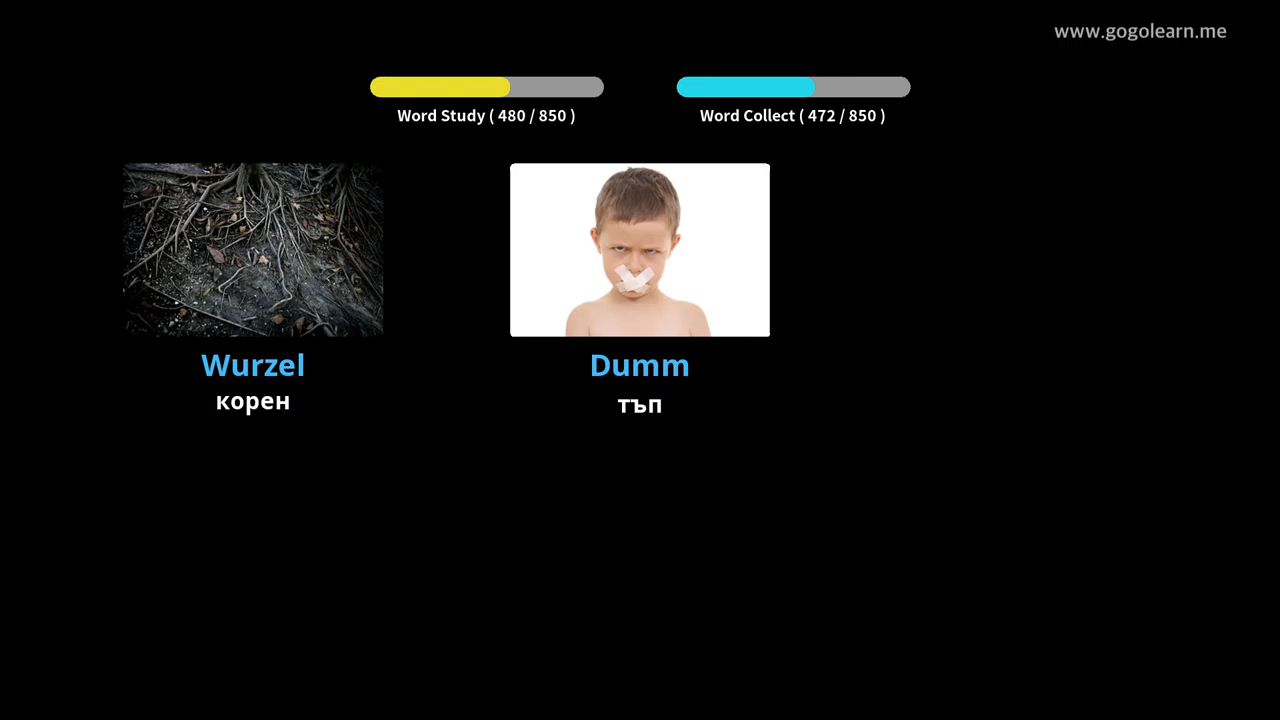 www.gogolearn.me
Word Study ( 480 / 850 )
Word Collect ( 472 / 850 )
Wurzel
корен
Dumm
тъп